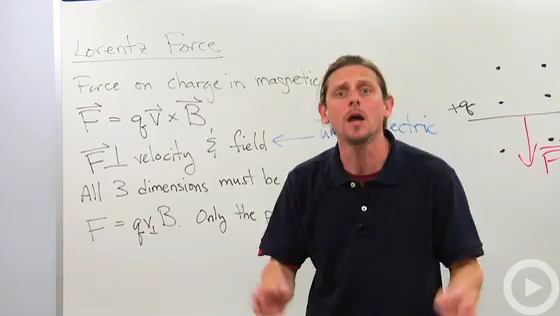 Lorentz Force
Force on charge in magnetic
F⃗ = qv⃗ × B⃗
F⃗ ⊥ velocity & field
All 3 dimensions must be
F = qv⊥B. Only the
+q
F⃗